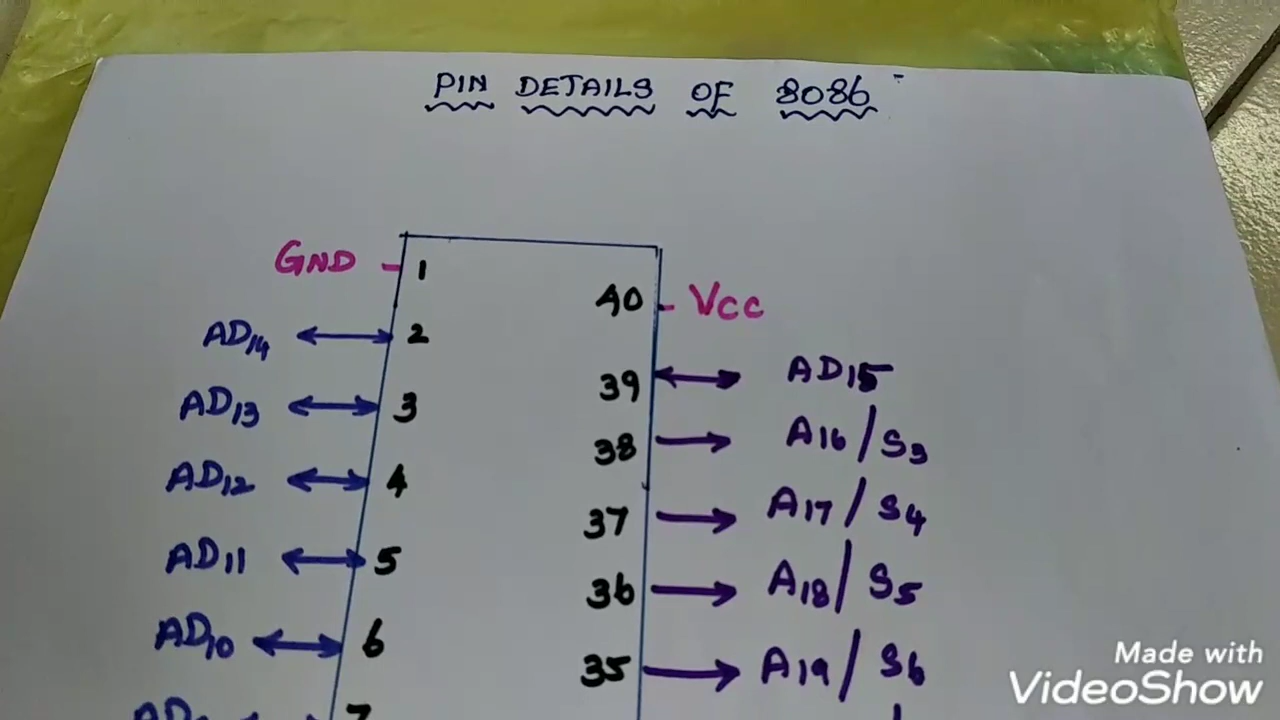 PIN DETAILS OF 8086
GND 1
40 Vcc
AD14 2
39 AD15
AD13 3
38 A16/S3
AD12 4
37 A17/S4
AD11 5
36 A18/S5
AD10 6
35 A19/S6
7
Made with
VideoShow